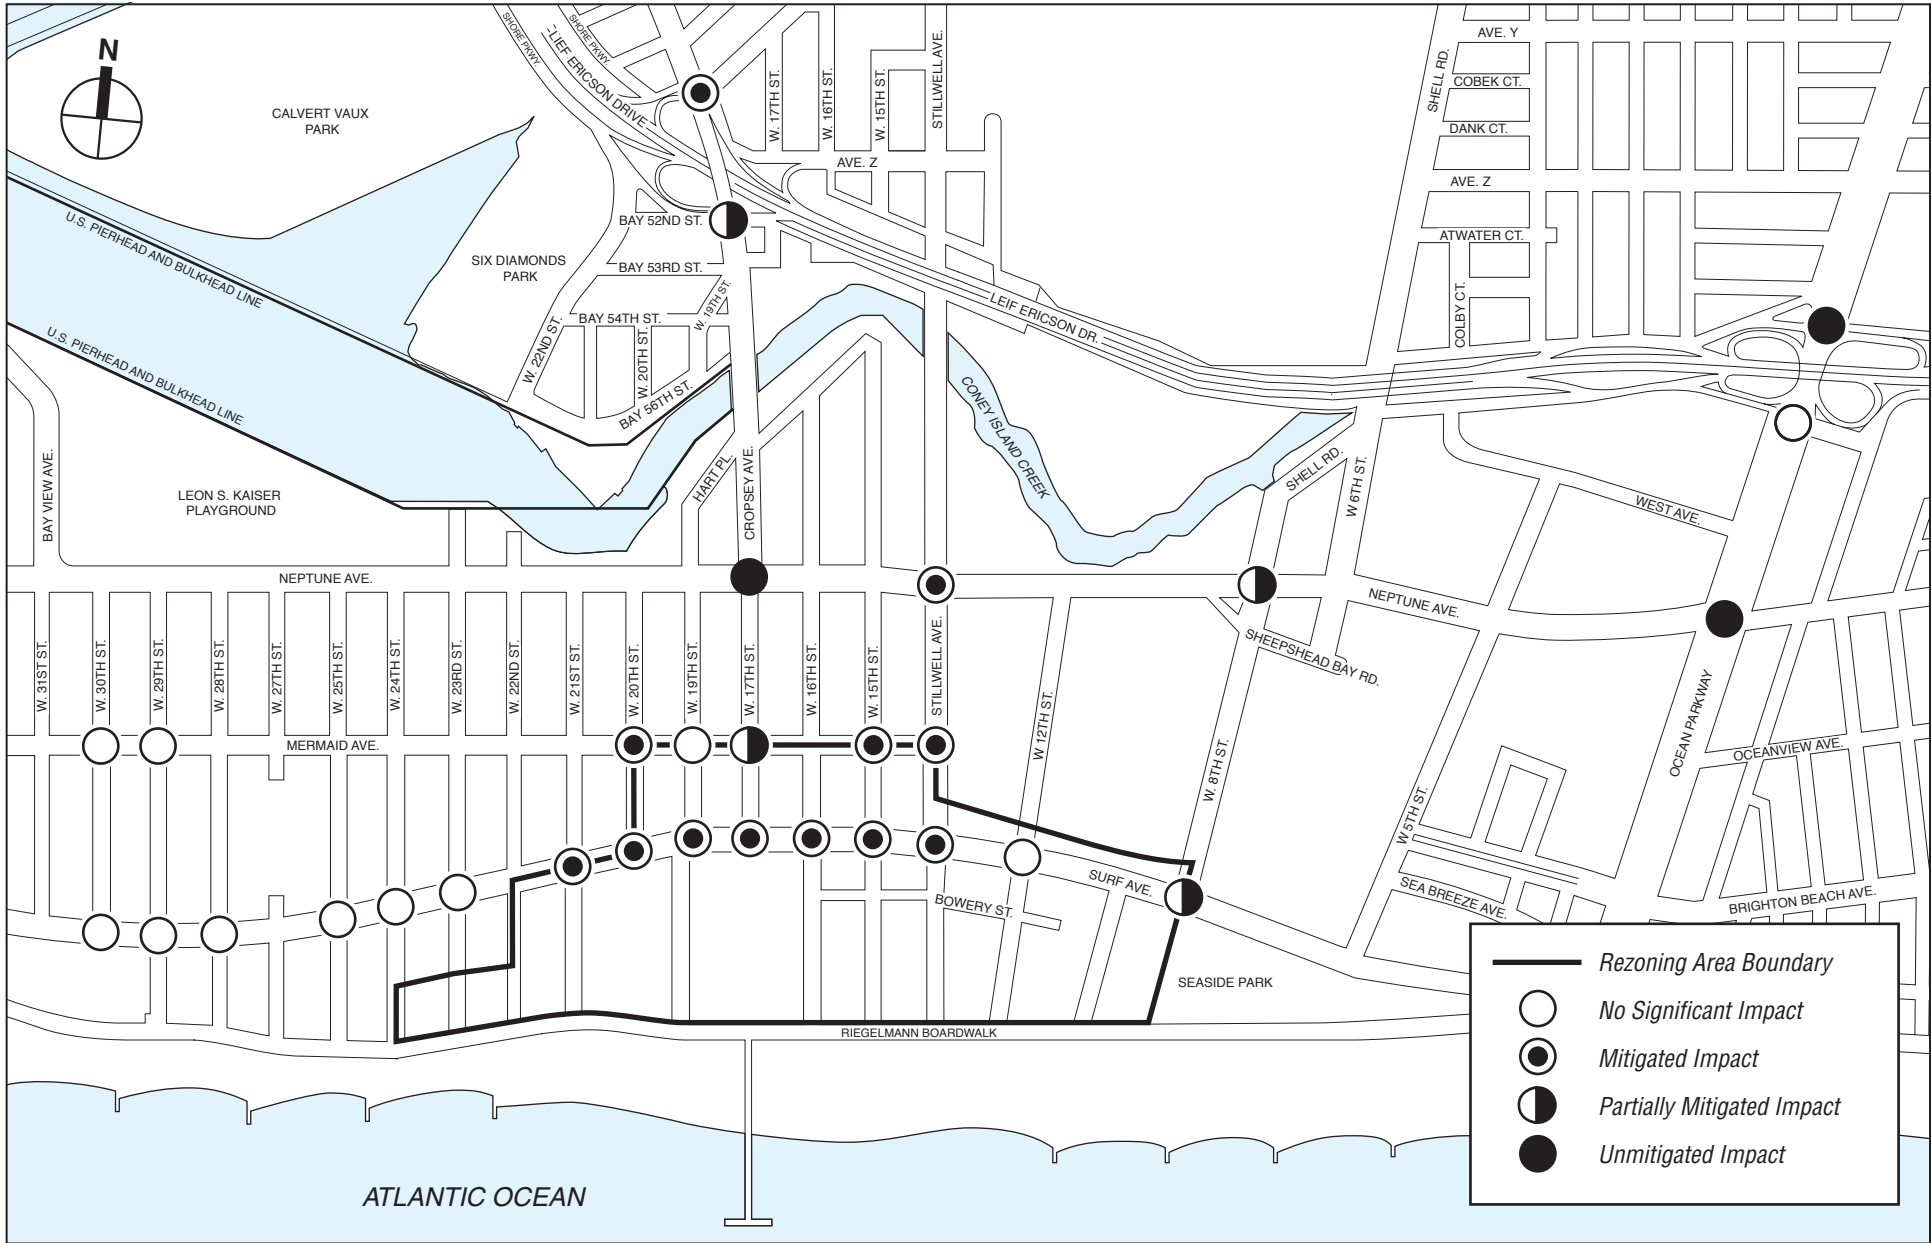 N
CALVERT VAUX
PARK
SHORE PKWY.
LIEF ERICSON DRIVE
SHORE PKWY.
W. 17TH ST.
W. 16TH ST.
W. 15TH ST.
STILLWELL AVE.
AVE. Z
SHELL RD.
AVE. Y
COBEK CT.
DANK CT.
AVE. Z
ATWATER CT.
COLBY CT.
U.S. PIERHEAD AND BULKHEAD LINE
U.S. PIERHEAD AND BULKHEAD LINE
SIX DIAMONDS
PARK
BAY 52ND ST.
BAY 53RD ST.
BAY 54TH ST.
W. 19TH ST.
W. 22ND ST.
W. 20TH ST.
BAY 56TH ST.
LEIF ERICSON DR.
CONEY ISLAND CREEK
HART PL.
CROPSEY AVE.
BAY VIEW AVE.
LEON S. KAISER
PLAYGROUND
SHELL RD.
W 6TH ST.
WEST AVE.
NEPTUNE AVE.
NEPTUNE AVE.
SHEEPSHEAD BAY RD.
W. 31ST ST.
W. 30TH ST.
W. 29TH ST.
W. 28TH ST.
W. 27TH ST.
W. 25TH ST.
W. 24TH ST.
W. 23RD ST.
W. 22ND ST.
W. 21ST ST.
W. 20TH ST.
W. 19TH ST.
W. 17TH ST.
W. 16TH ST.
W. 15TH ST.
STILLWELL AVE.
W 12TH ST.
W. 8TH ST.
W 5TH ST.
OCEAN PARKWAY
OCEANVIEW AVE.
MERMAID AVE.
SURF AVE.
BOWERY ST.
SEA BREEZE AVE.
BRIGHTON BEACH AVE.
SEASIDE PARK
RIEGELMANN BOARDWALK
ATLANTIC OCEAN
Rezoning Area Boundary
No Significant Impact
Mitigated Impact
Partially Mitigated Impact
Unmitigated Impact